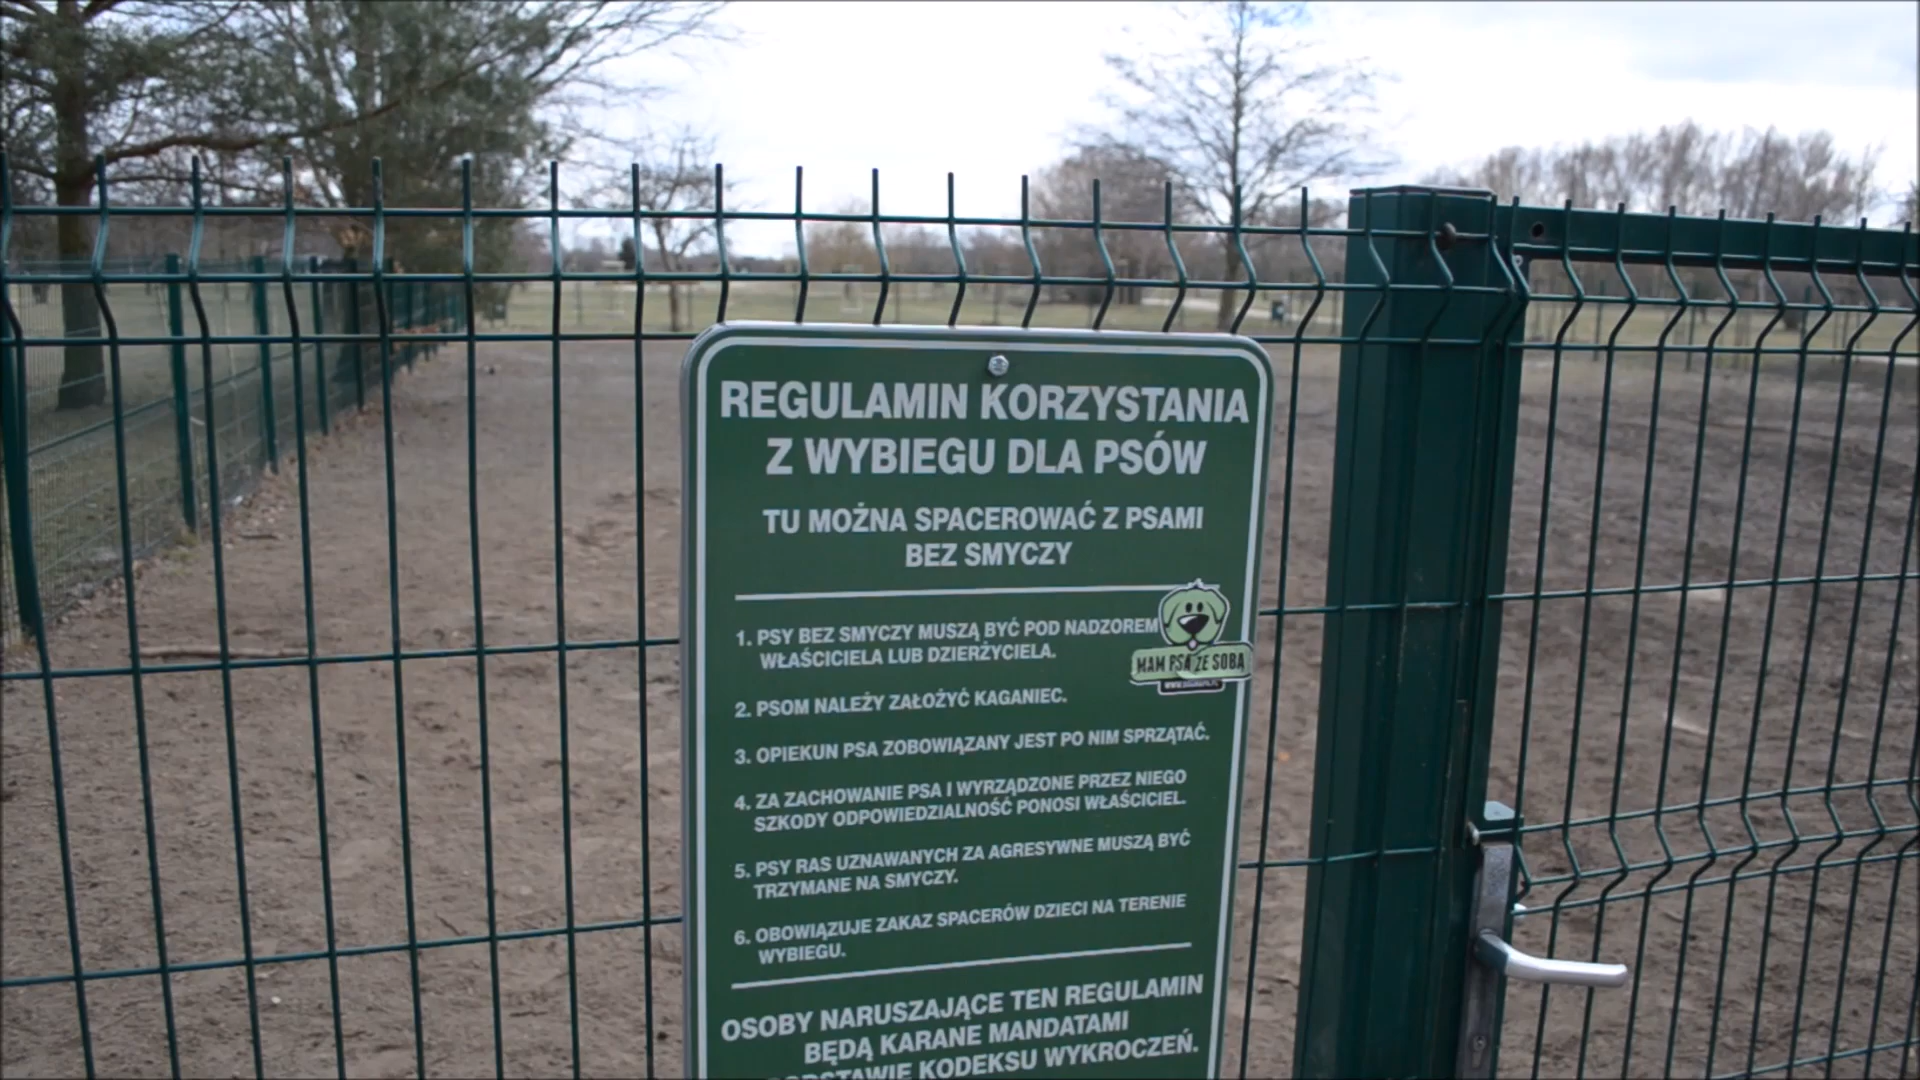 REGULAMIN KORZYSTANIA
Z WYBIEGU DLA PSÓW
TU MOŻNA SPACEROWAĆ Z PSAMI
BEZ SMYCZY
1. PSY BEZ SMYCZY MUSZĄ BYĆ POD NADZOREM
WŁAŚCICIELA LUB DZIERŻYCIELA.
MAM PSA ZE SOBĄ
2. PSOM NALEŻY ZAŁOŻYĆ KAGANIEC.
3. OPIEKUN PSA ZOBOWIĄZANY JEST PO NIM SPRZĄTAĆ.
4. ZA ZACHOWANIE PSA I WYRZĄDZONE PRZEZ NIEGO
SZKODY ODPOWIEDZIALNOŚĆ PONOSI WŁAŚCICIEL.
5. PSY RAS UZNAWANYCH ZA AGRESYWNE MUSZĄ BYĆ
TRZYMANE NA SMYCZY.
6. OBOWIĄZUJE ZAKAZ SPACERÓW DZIECI NA TERENIE
WYBIEGU.
OSOBY NARUSZAJĄCE TEN REGULAMIN
BĘDĄ KARANE MANDATAMI
KODEKSU WYKROCZEŃ.